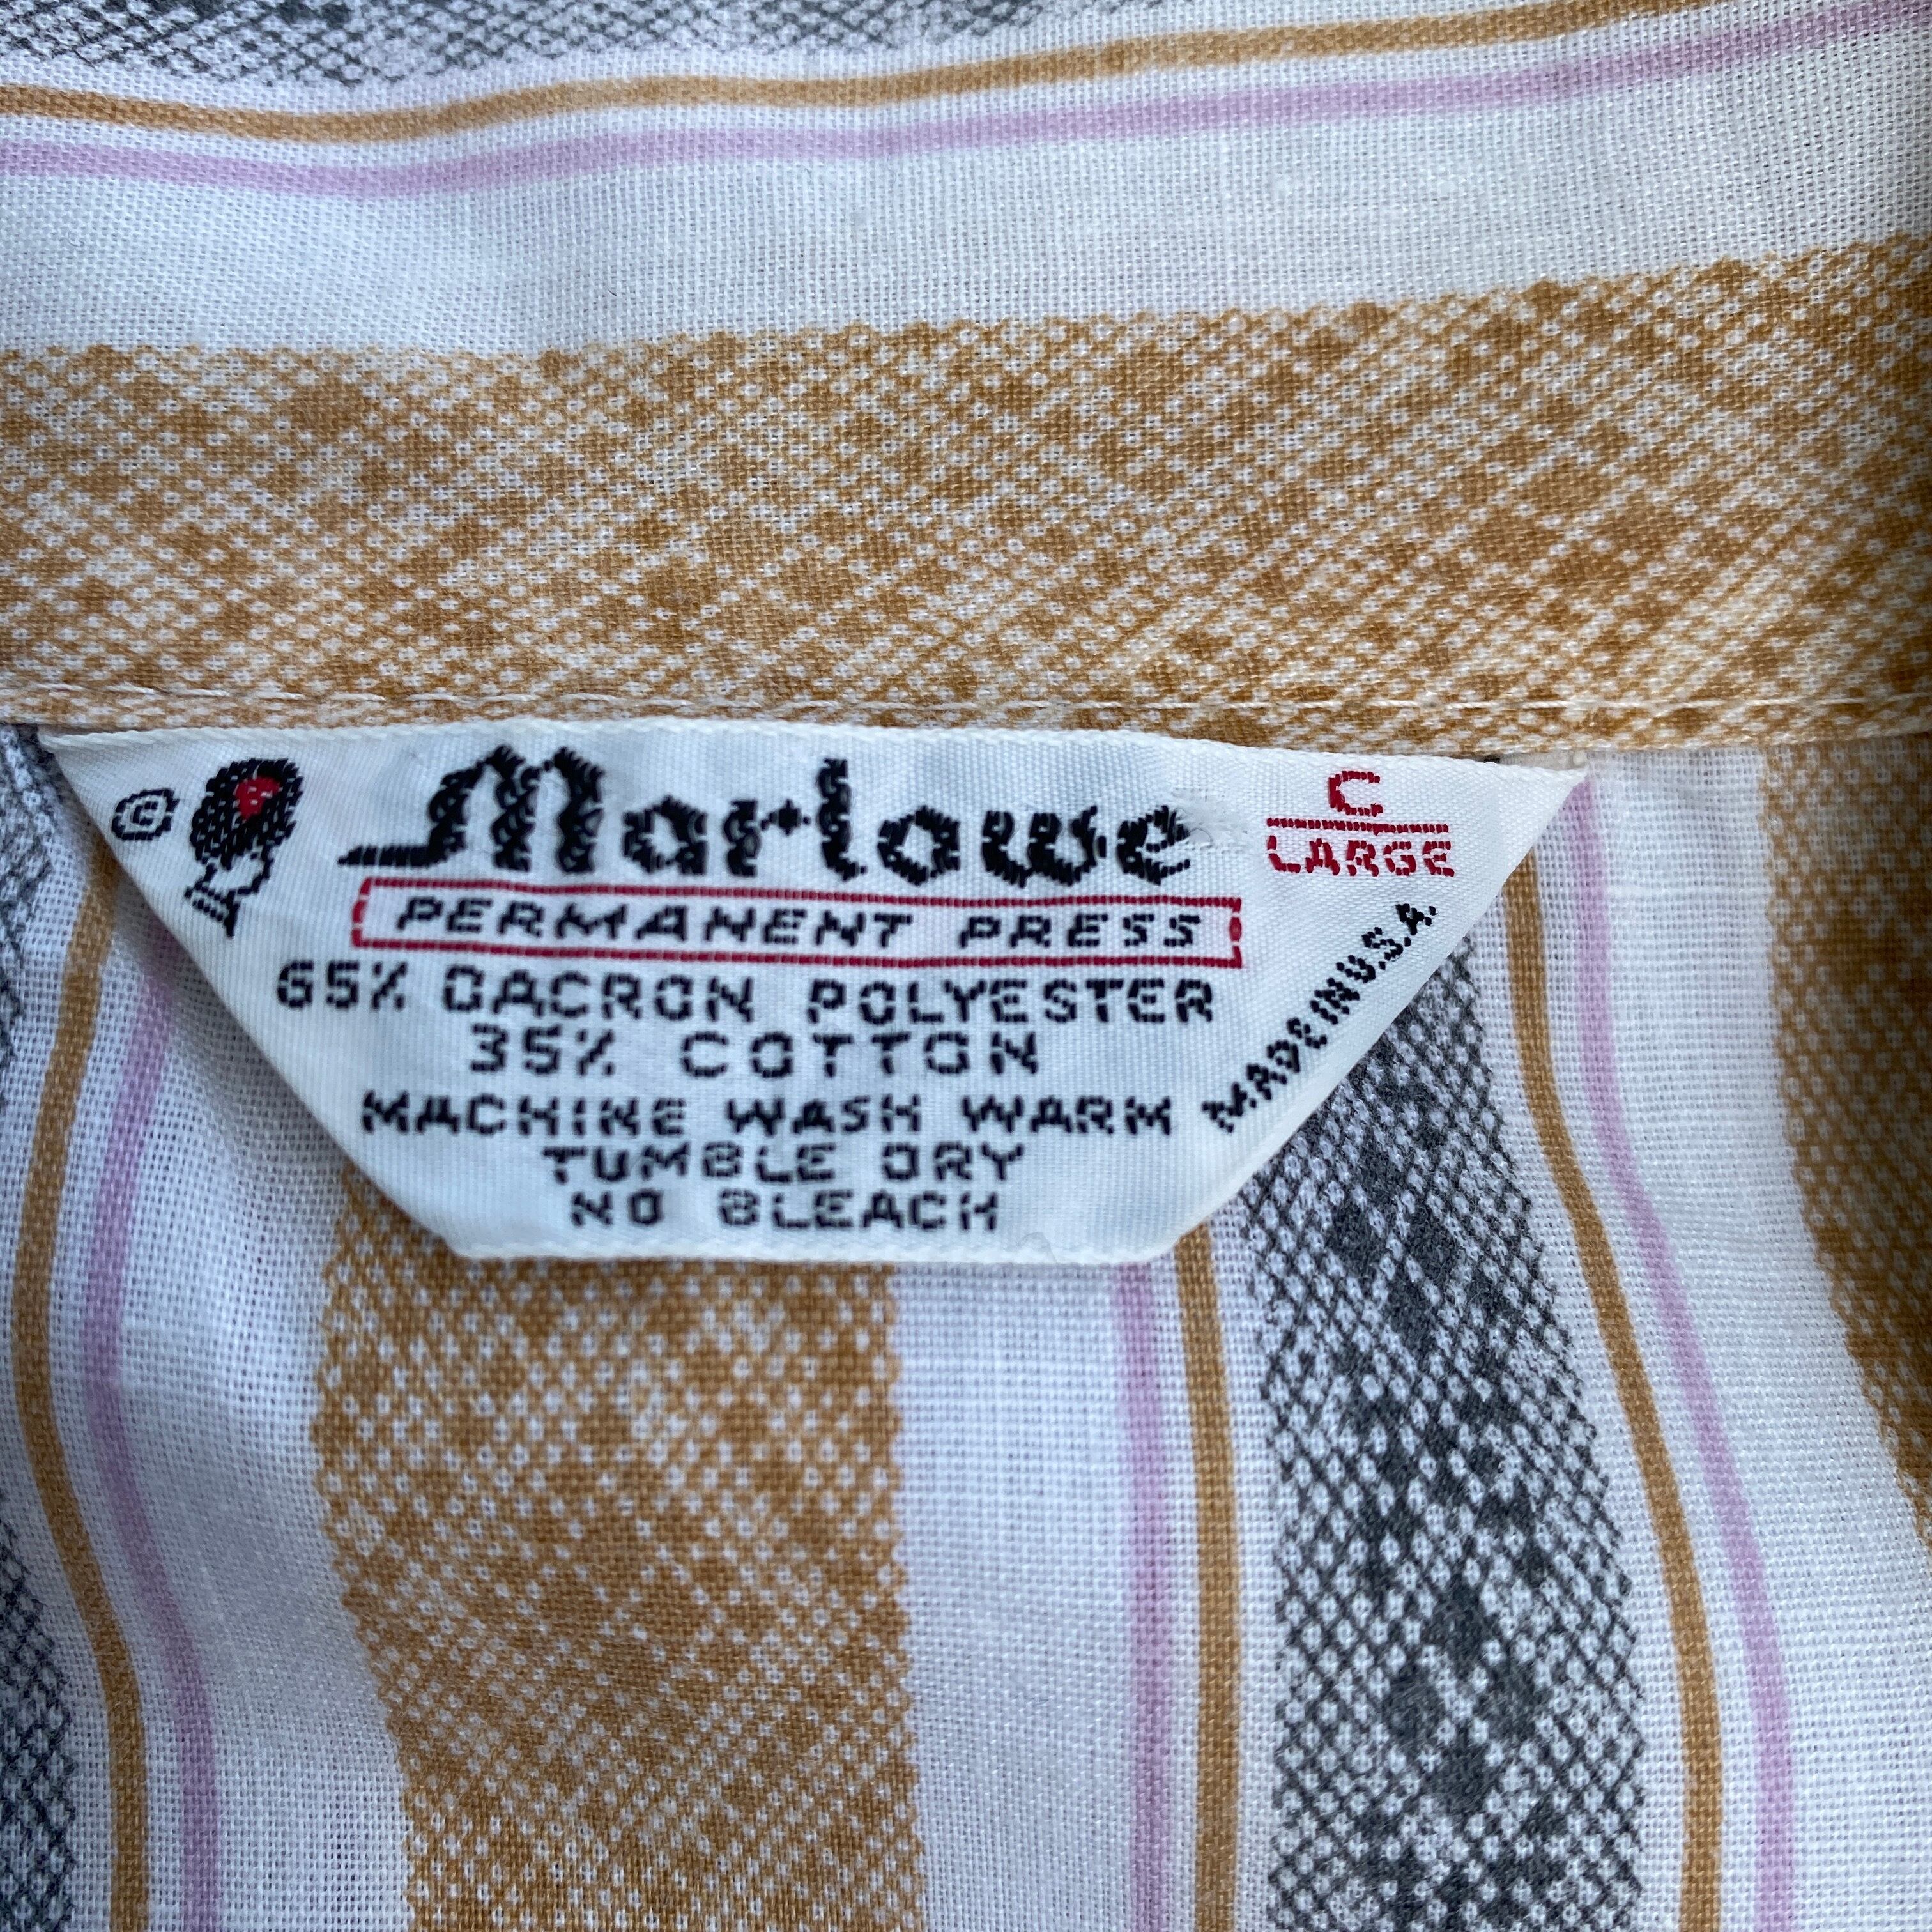 ©
Marlowe
C
LARGE
PERMANENT PRESS
65% DACRON POLYESTER
35% COTTON
MACHINE WASH WARM
TUMBLE DRY
NO BLEACH
MADE IN U.S.A.